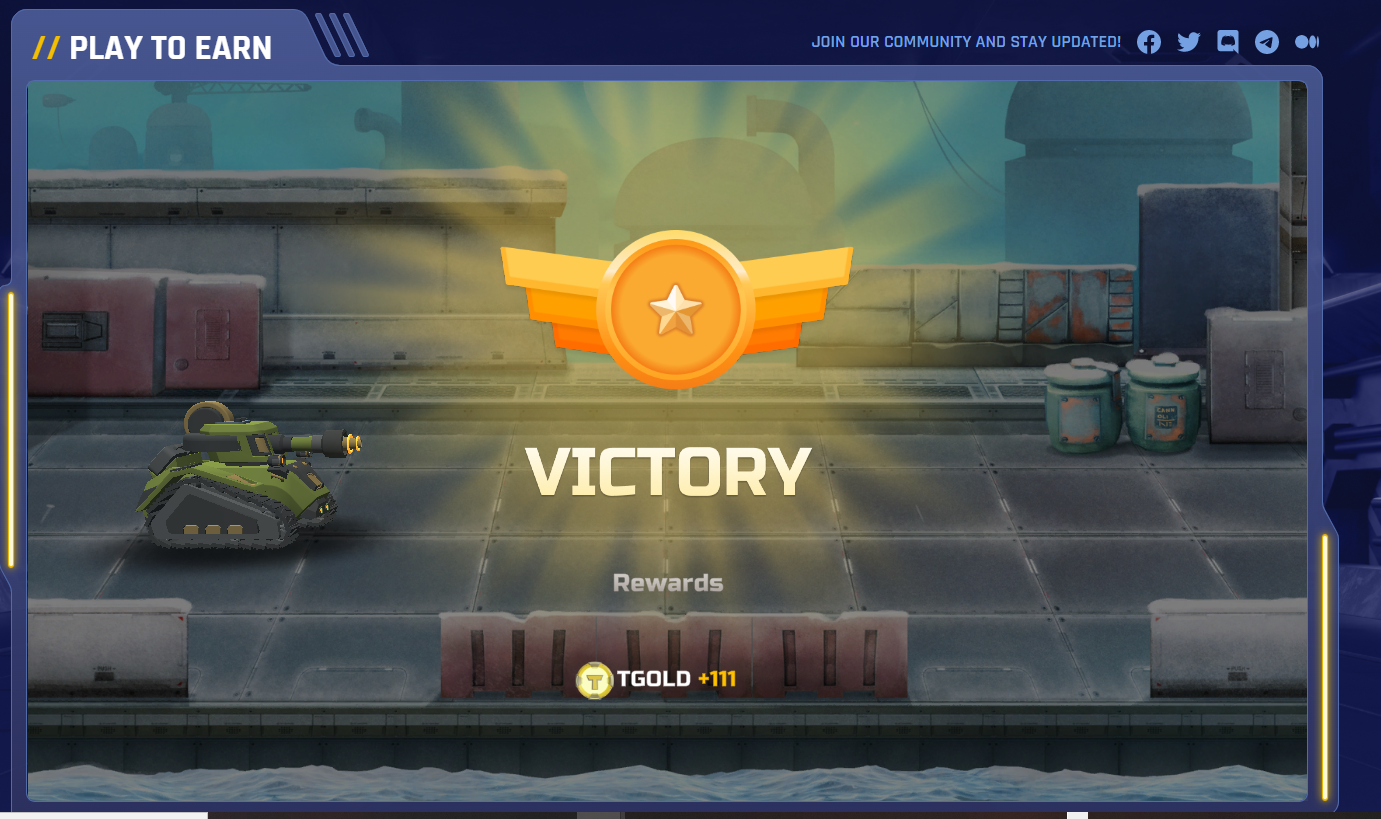 // PLAY TO EARN
JOIN OUR COMMUNITY AND STAY UPDATED!
VICTORY
Rewards
T TGOLD +111